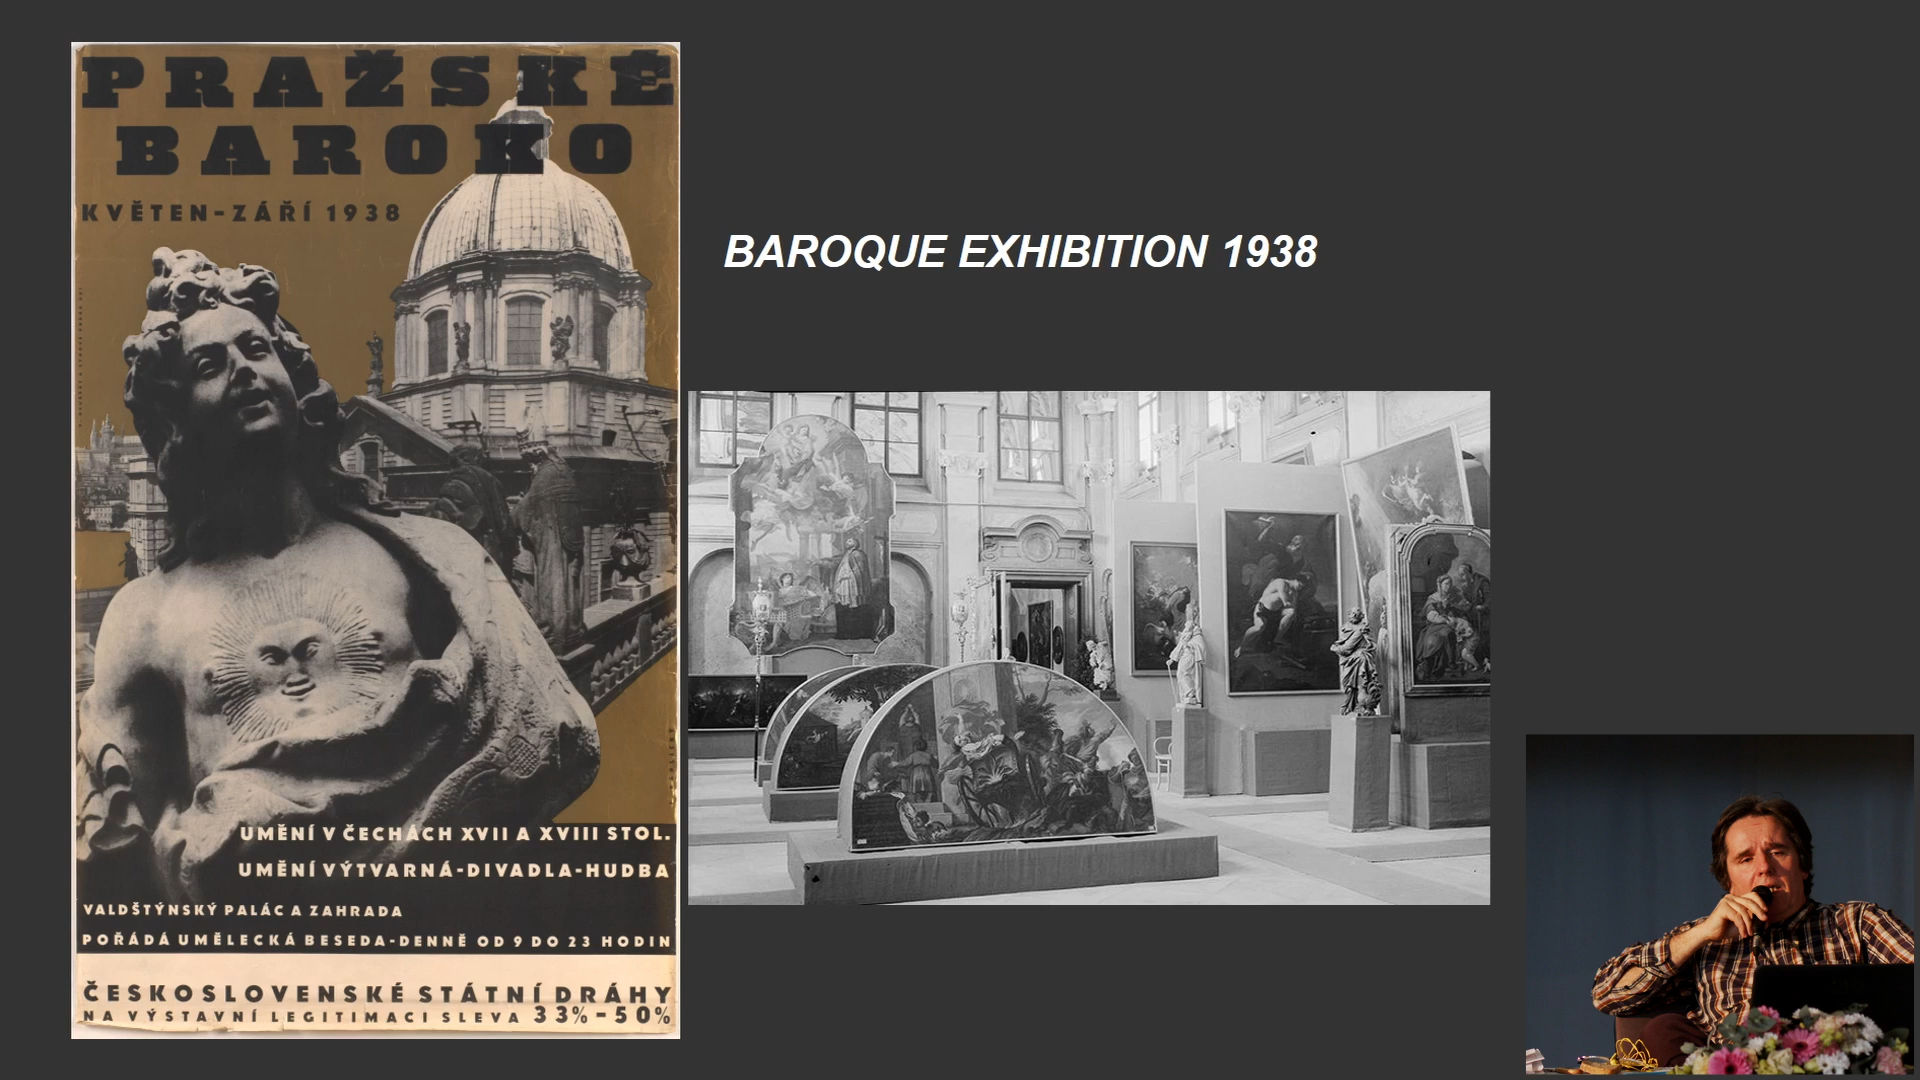 PRAŽSKÉ
BAROKO
KVĚTEN-ZÁŘÍ 1938
UMĚNÍ V ČECHÁCH XVII A XVIII STOL.
UMĚNÍ VÝTVARNÁ-DIVADLA-HUDBA
VALDŠTÝNSKÝ PALÁC A ZAHRADA
POŘÁDÁ UMĚLECKÁ BESEDA-DENNĚ OD 9 DO 23 HODIN
ČESKOSLOVENSKÉ STÁTNÍ DRÁHY
NA VÝSTAVNÍ LEGITIMACI SLEVA 33%-50%
BAROQUE EXHIBITION 1938